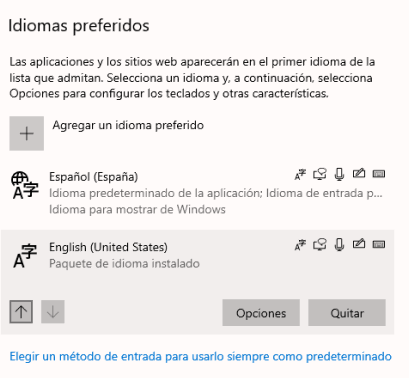 Idiomas preferidos
Las aplicaciones y los sitios web aparecerán en el primer idioma de la
lista que admitan. Selecciona un idioma y, a continuación, selecciona
Opciones para configurar los teclados y otras características.
Agregar un idioma preferido
Español (España)
Idioma predeterminado de la aplicación; Idioma de entrada p...
Idioma para mostrar de Windows
English (United States)
Paquete de idioma instalado
Opciones
Quitar
Elegir un método de entrada para usarlo siempre como predeterminado